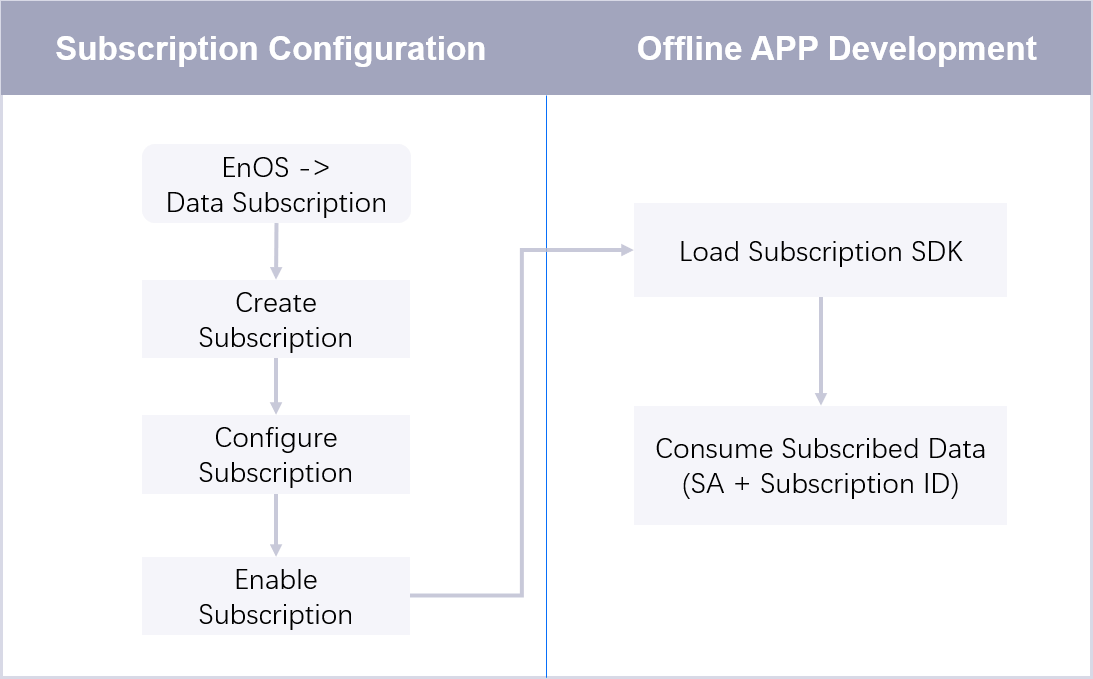 Subscription Configuration
Offline APP Development
EnOS ->
Data Subscription
Create
Subscription
Configure
Subscription
Enable
Subscription
Load Subscription SDK
Consume Subscribed Data
(SA + Subscription ID)